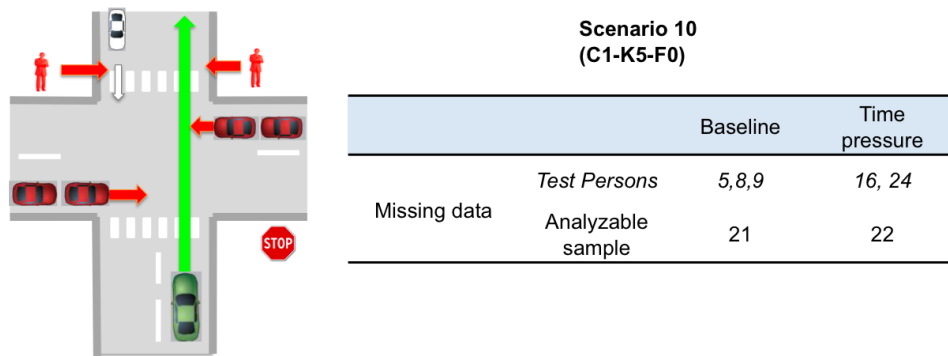 Scenario 10
(C1-K5-F0)
Baseline
Time
pressure
Missing data
Test Persons
5,8,9
16, 24
Analyzable
sample
21
22
STOP